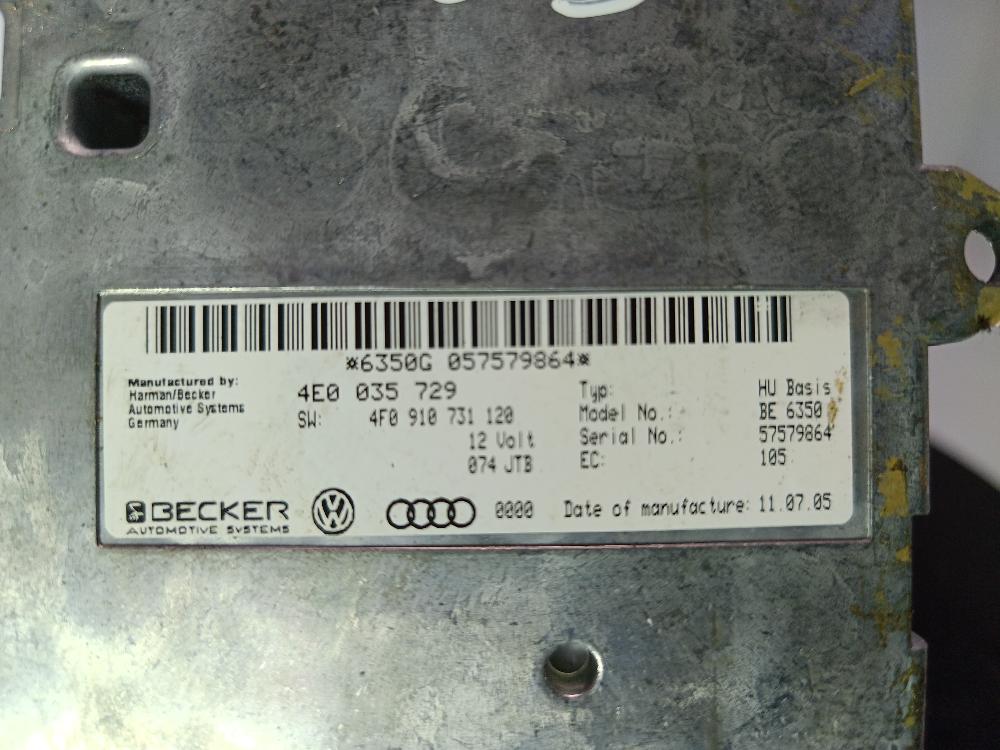 *6350G 057579864*
Manufactured by:
Harman/Becker
Automotive Systems
Germany
4E0 035 729
SW: 4F0 910 731 120
12 Volt
074 JTB
Typ: HU Basis
Model No.: BE 6350
Serial No.: 57579864
EC: 105
BECKER
AUTOMOTIVE SYSTEMS
0000
Date of manufacture: 11.07.05